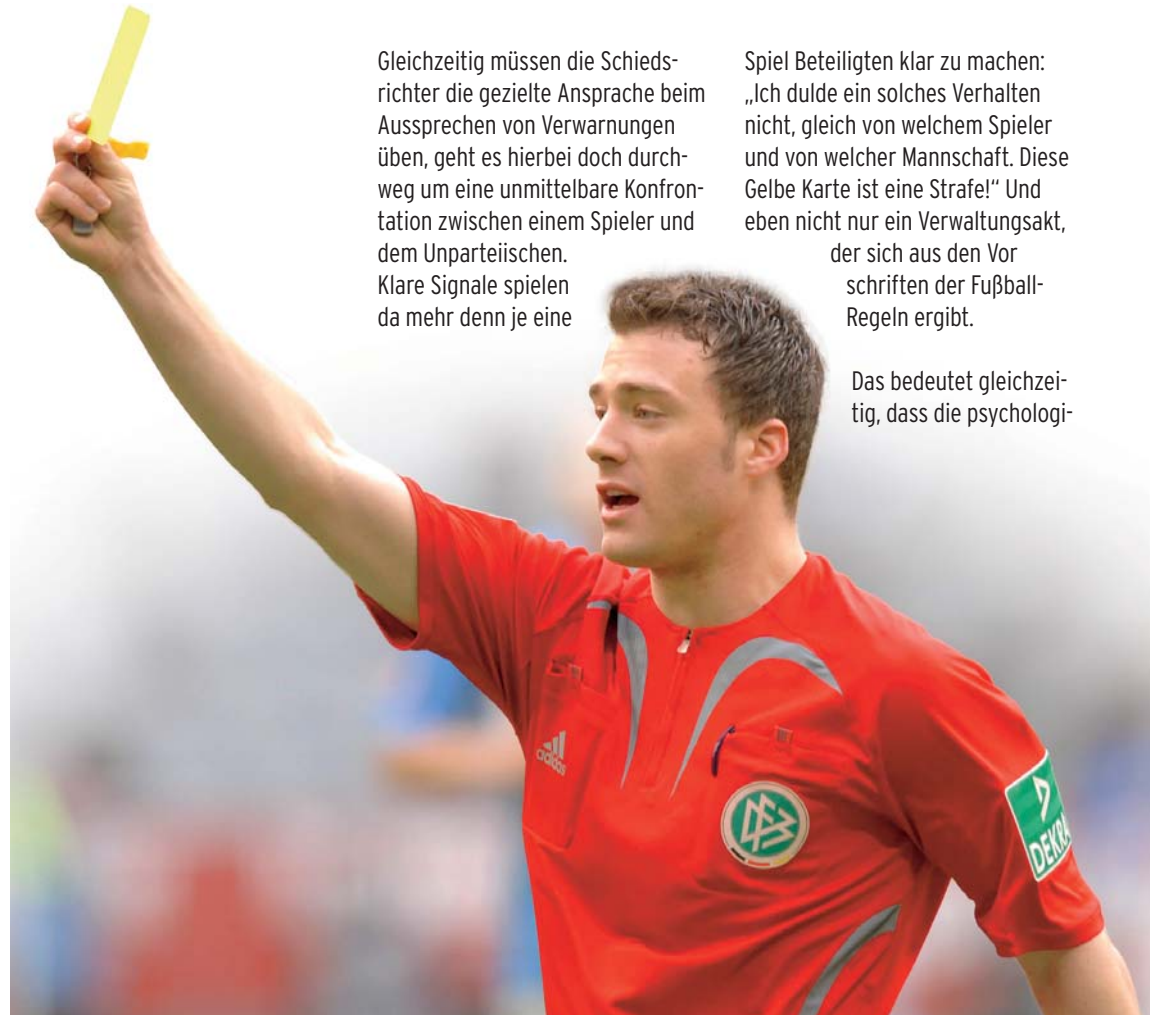 Gleichzeitig müssen die Schieds-
richter die gezielte Ansprache beim
Aussprechen von Verwarnungen
üben, geht es hierbei doch durch-
weg um eine unmittelbare Konfron-
tation zwischen einem Spieler und
dem Unparteiischen.
Klare Signale spielen
da mehr denn je eine
Spiel Beteiligten klar zu machen:
„Ich dulde ein solches Verhalten
nicht, gleich von welchem Spieler
und von welcher Mannschaft. Diese
Gelbe Karte ist eine Strafe!“ Und
eben nicht nur ein Verwaltungsakt,
der sich aus den Vor
schriften der Fußball-
Regeln ergibt.
Das bedeutet gleichzei-
tig, dass die psychologi-
adidas
DFB
DEKRA